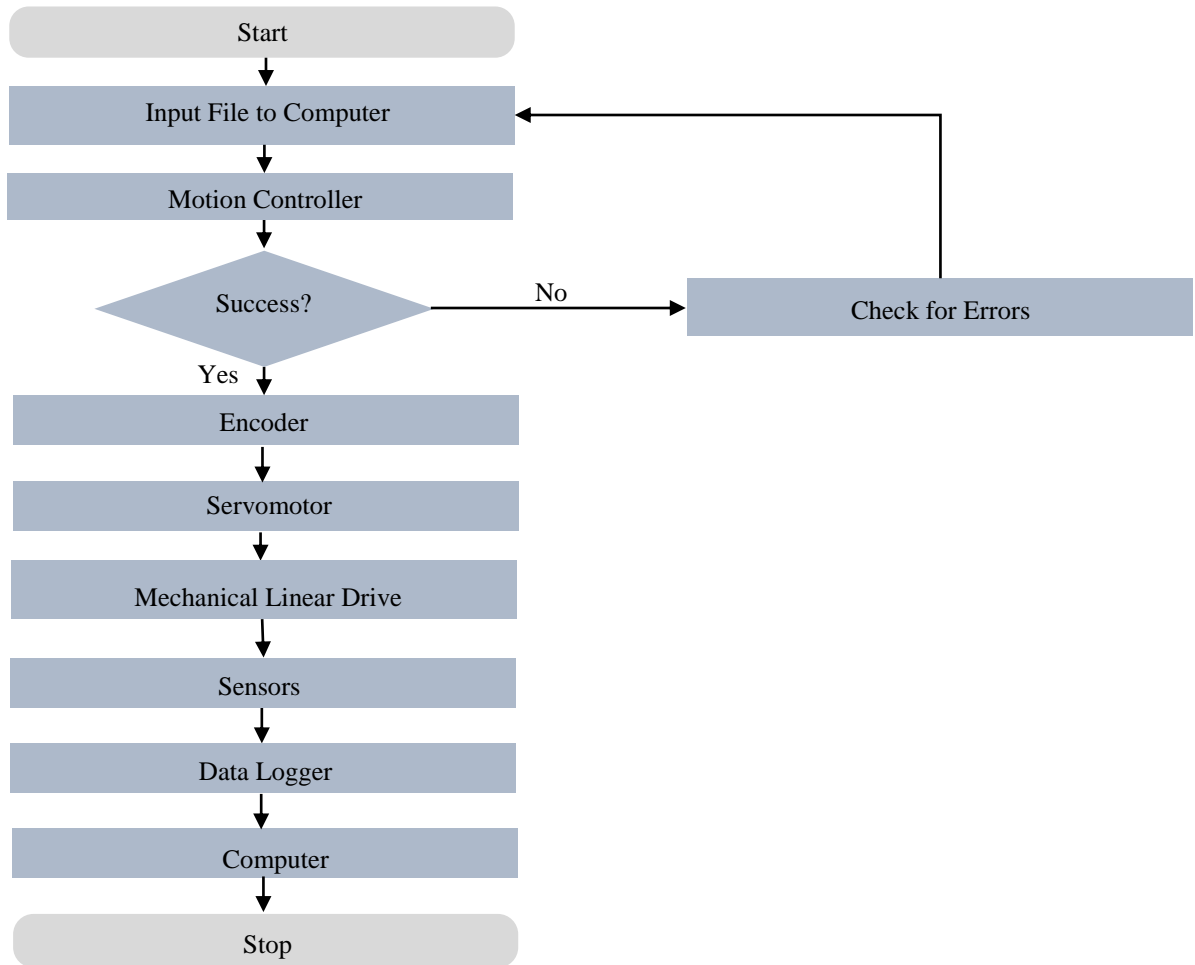 Start
Input File to Computer
Motion Controller
Success?
No
Check for Errors
Yes
Encoder
Servomotor
Mechanical Linear Drive
Sensors
Data Logger
Computer
Stop